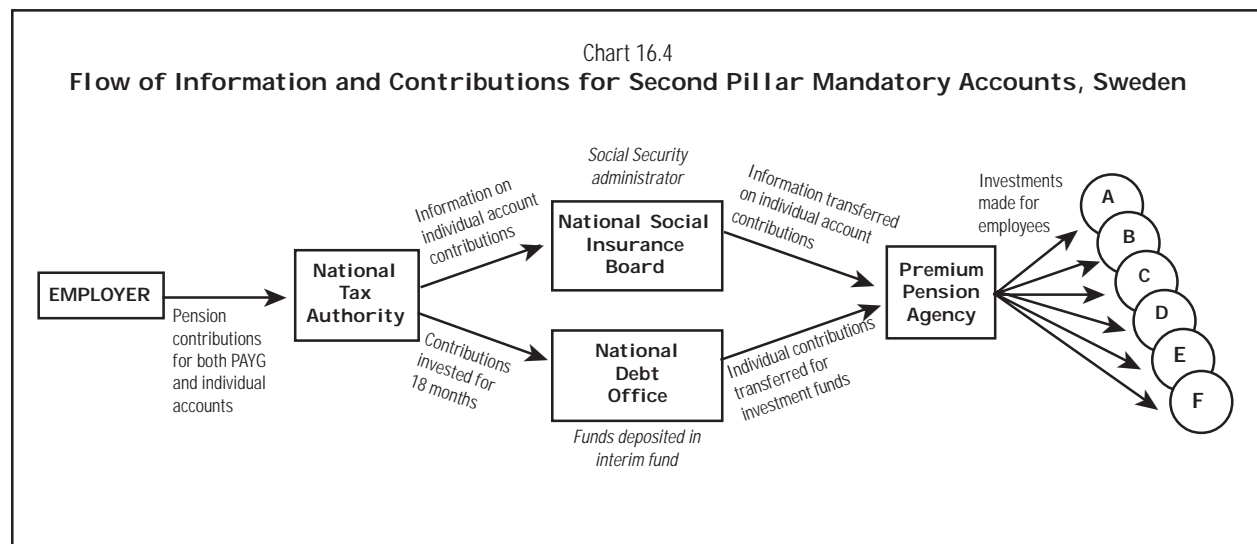 Chart 16.4
Flow of Information and Contributions for Second Pillar Mandatory Accounts, Sweden
EMPLOYER
Pension
contributions
for both PAYG
and individual
accounts
National
Tax
Authority
Information on
individual account
contributions
Contributions
invested for
18 months
Social Security
administrator
National Social
Insurance
Board
National
Debt
Office
Funds deposited in
interim fund
Information transferred
on individual account
contributions
Individual contributions
transferred for
investment funds
Premium
Pension
Agency
Investments
made for
employees
A
B
C
D
E
F